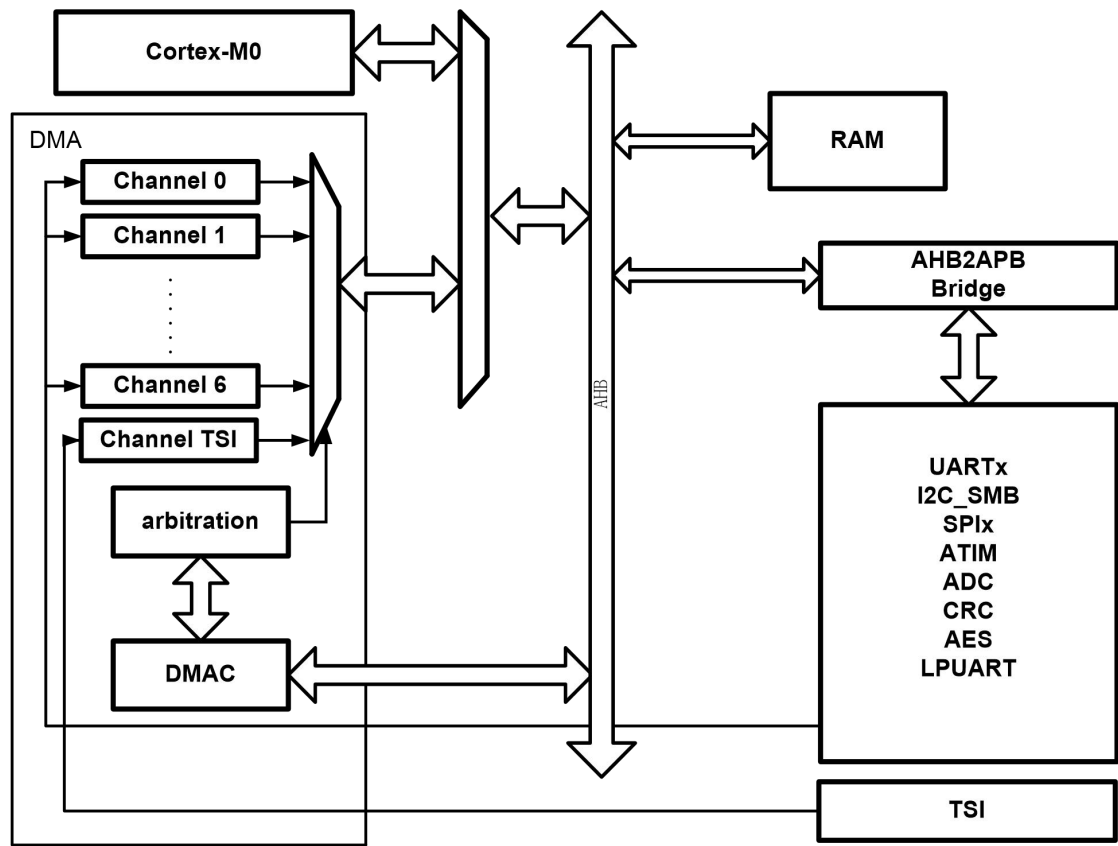 Cortex-M0
DMA
Channel 0
Channel 1
Channel 6
Channel TSI
arbitration
DMAC
AHB
RAM
AHB2APB
Bridge
UARTx
I2C_SMB
SPIx
ATIM
ADC
CRC
AES
LPUART
TSI